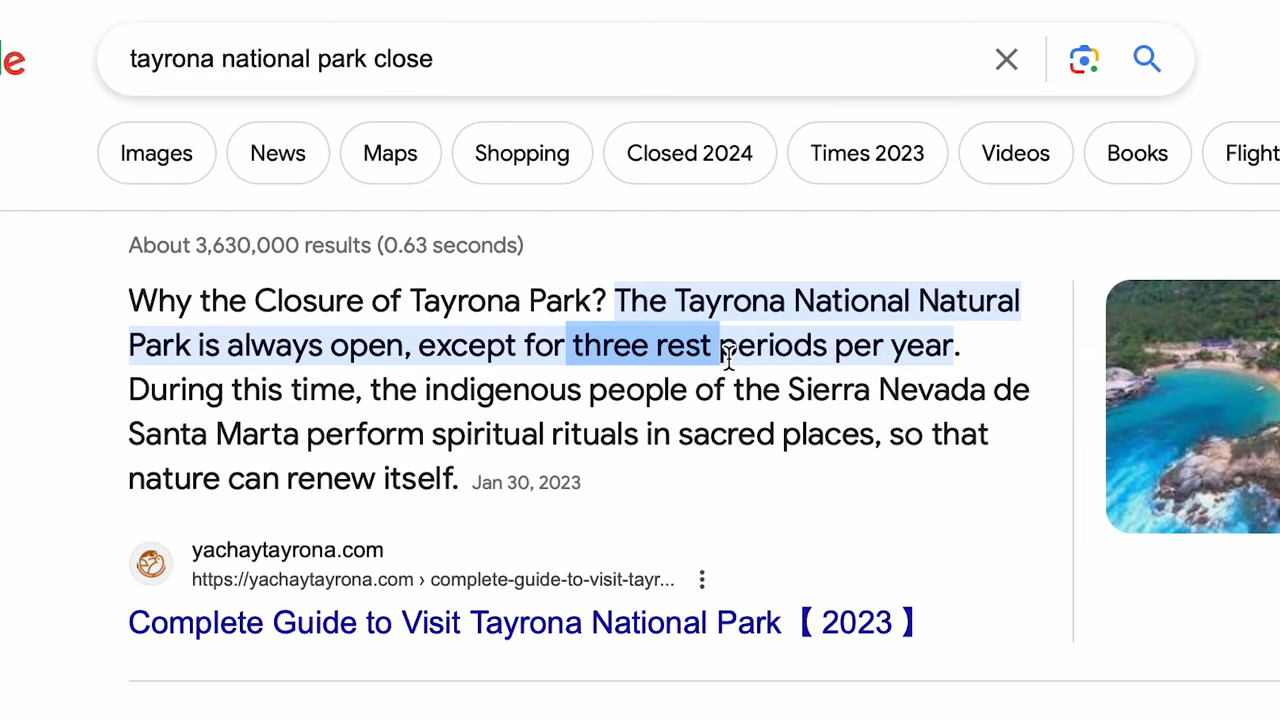 e
tayrona national park close
Images
News
Maps
Shopping
Closed 2024
Times 2023
Videos
Books
Flight
About 3,630,000 results (0.63 seconds)
Why the Closure of Tayrona Park? The Tayrona National Natural
Park is always open, except for three rest periods per year.
During this time, the indigenous people of the Sierra Nevada de
Santa Marta perform spiritual rituals in sacred places, so that
nature can renew itself. Jan 30, 2023
yachaytayrona.com
https://yachaytayrona.com › complete-guide-to-visit-tayr...
Complete Guide to Visit Tayrona National Park【 2023 】